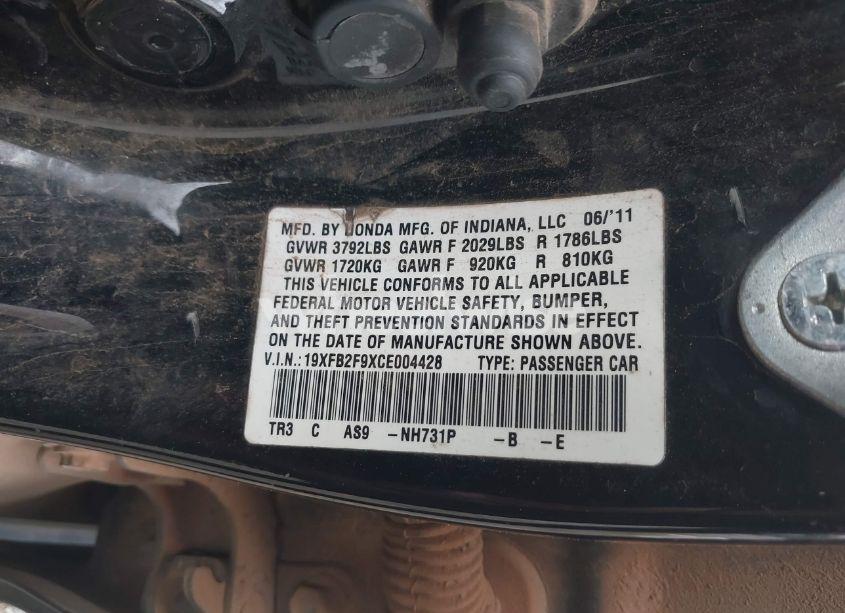 MFD. BY HONDA MFG. OF INDIANA, LLC 06/'11
GVWR 3792LBS GAWR F 2029LBS R 1786LBS
GVWR 1720KG GAWR F 920KG R 810KG
THIS VEHICLE CONFORMS TO ALL APPLICABLE
FEDERAL MOTOR VEHICLE SAFETY, BUMPER,
AND THEFT PREVENTION STANDARDS IN EFFECT
ON THE DATE OF MANUFACTURE SHOWN ABOVE.
V.I.N.: 19XFB2F9XCE004428 TYPE: PASSENGER CAR
TR3 C AS9 -NH731P -B -E